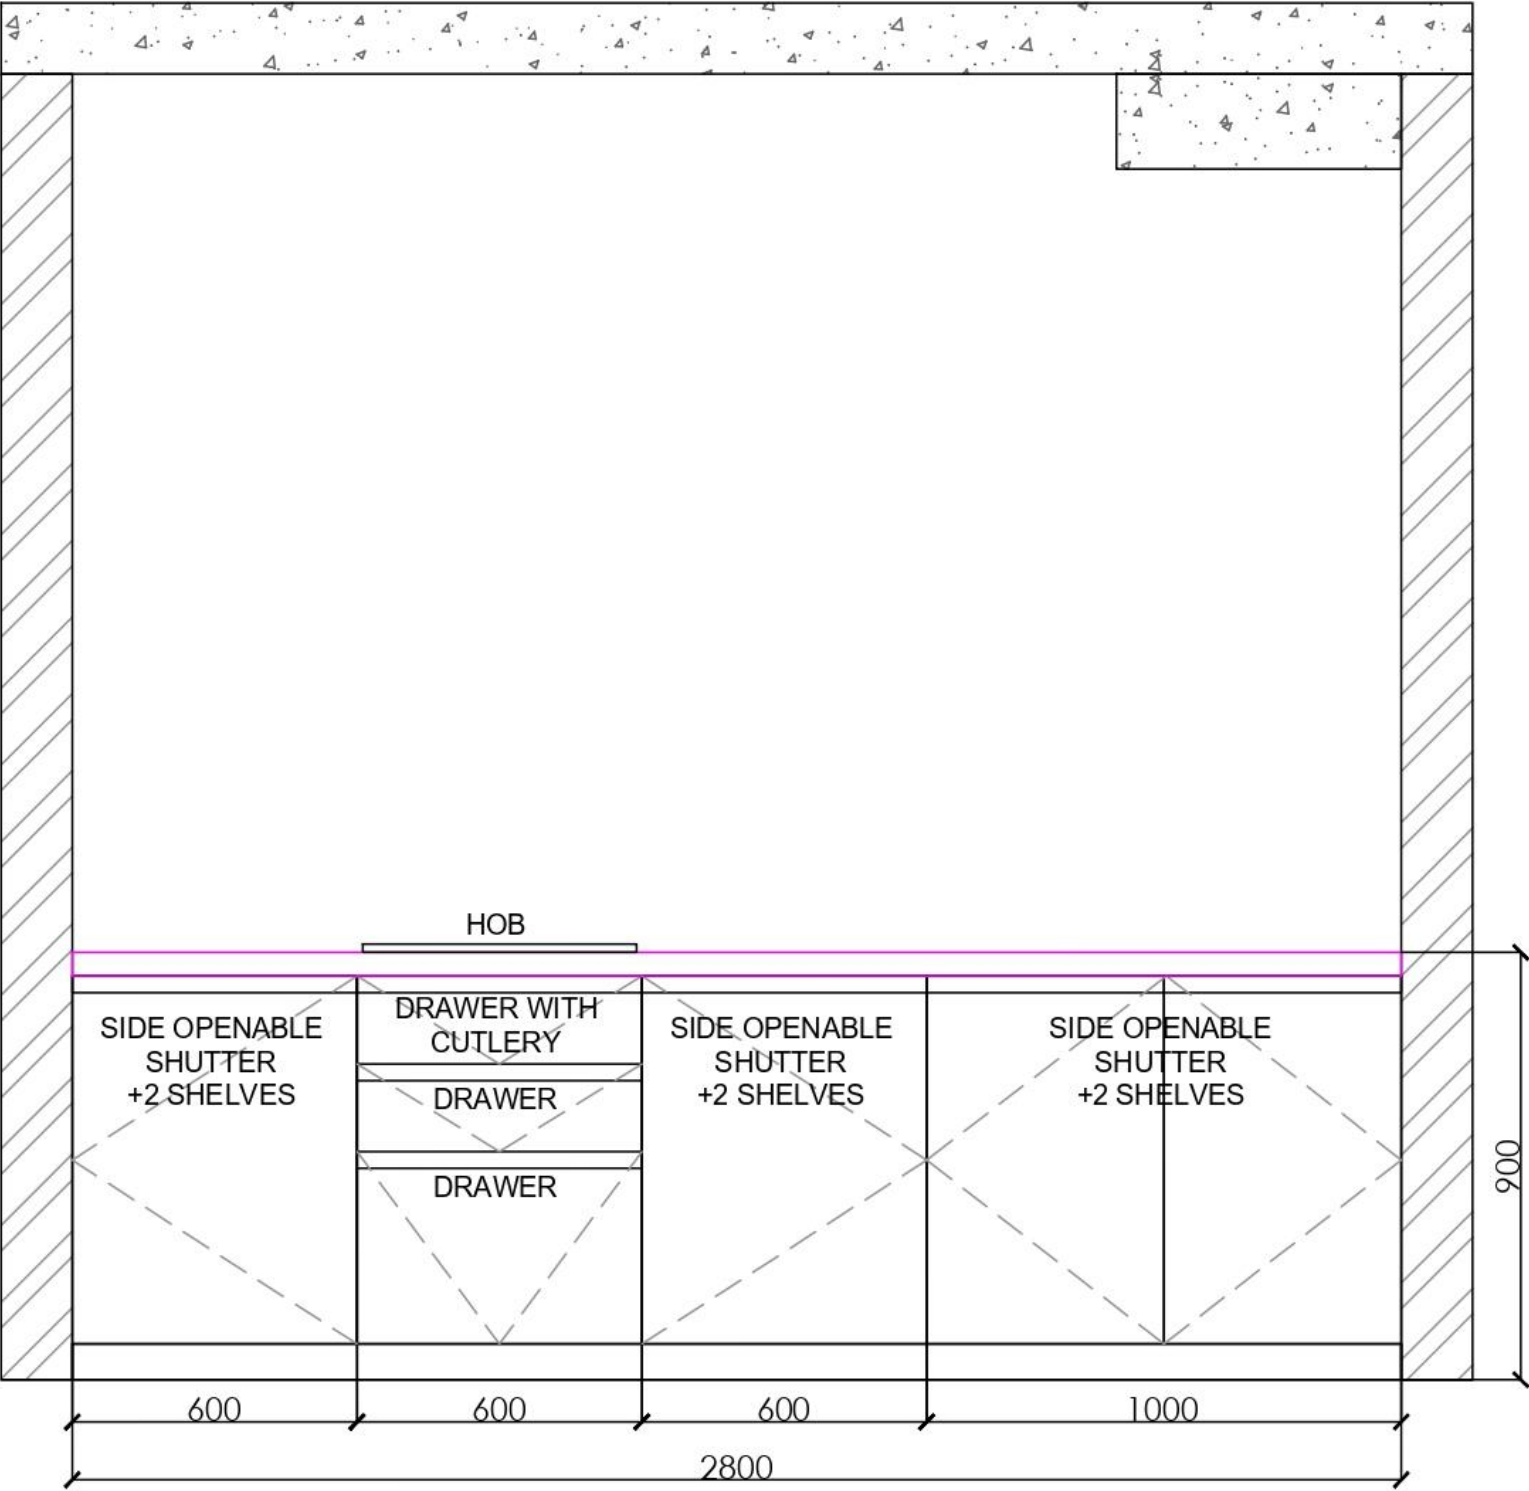 HOB
SIDE OPENABLE
SHUTTER
+2 SHELVES
DRAWER WITH
CUTLERY
DRAWER
DRAWER
SIDE OPENABLE
SHUTTER
+2 SHELVES
SIDE OPENABLE
SHUTTER
+2 SHELVES
900
600
600
600
1000
2800